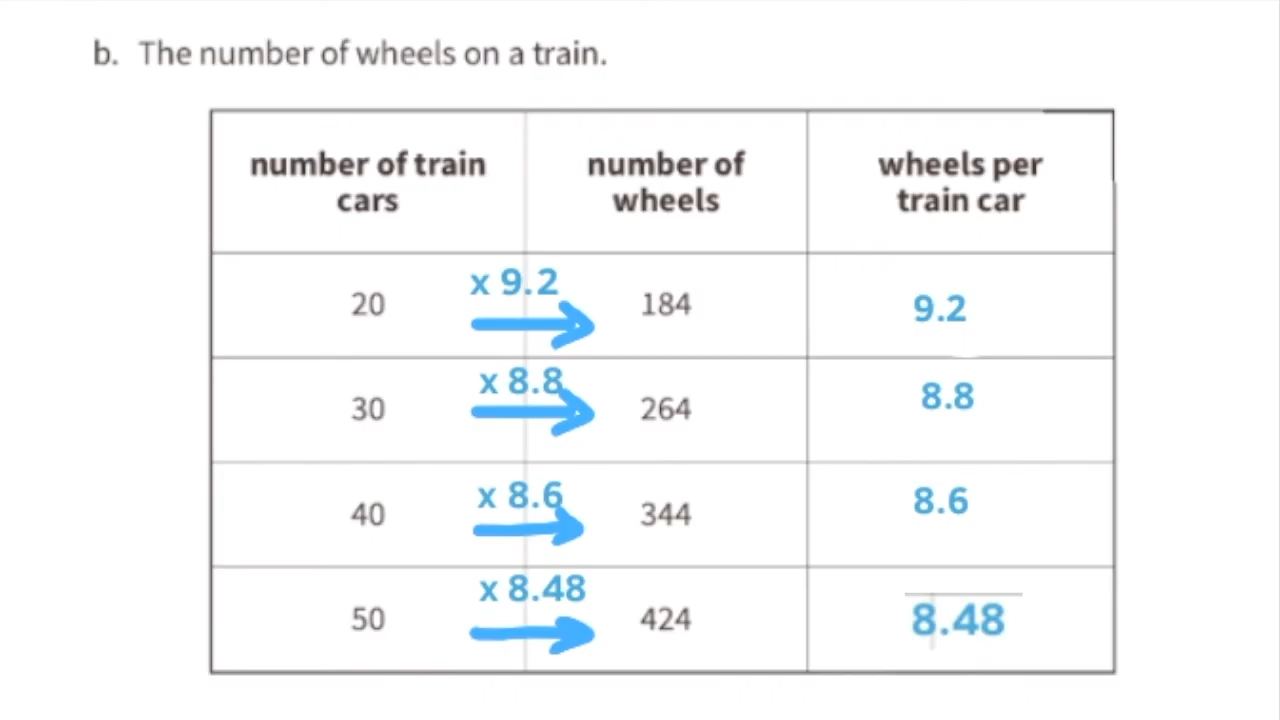 b. The number of wheels on a train.
number of train cars
number of wheels
wheels per train car
20
x 9.2
184
9.2
30
x 8.8
264
8.8
40
x 8.6
344
8.6
50
x 8.48
424
8.48